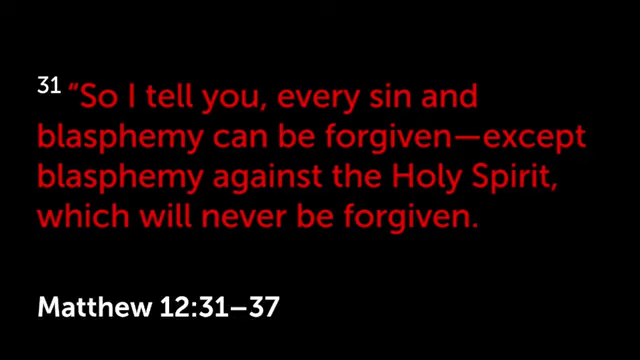 31 “So I tell you, every sin and
blasphemy can be forgiven—except
blasphemy against the Holy Spirit,
which will never be forgiven.
Matthew 12:31–37